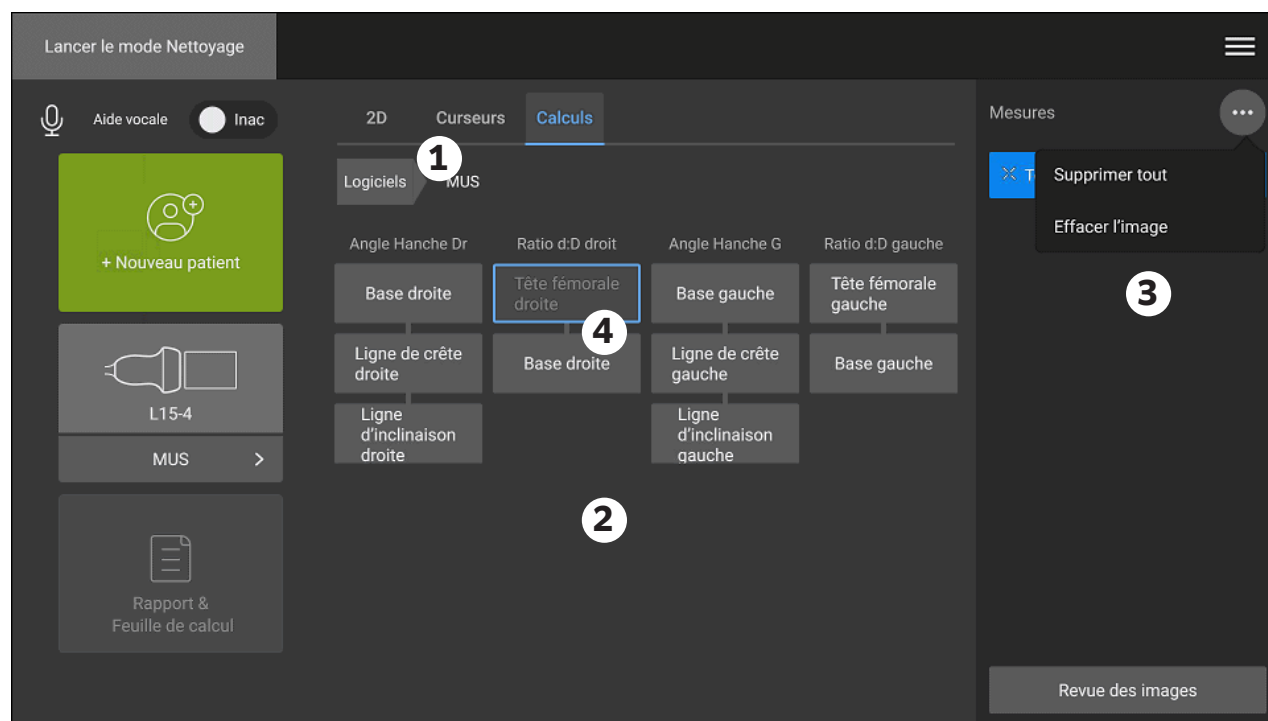 Lancer le mode Nettoyage
Aide vocale
Inac
2D
Curseurs
Calculs
Mesures
1
Logiciels
MUS
T
Supprimer tout
Effacer l'image
+ Nouveau patient
Angle Hanche Dr
Ratio d:D droit
Angle Hanche G
Ratio d:D gauche
Base droite
Tête fémorale
droite
Base gauche
Tête fémorale
gauche
3
4
Ligne de crête
droite
Base droite
Ligne de crête
gauche
Base gauche
L15-4
Ligne
d'inclinaison
droite
Ligne
d'inclinaison
gauche
MUS
2
Rapport &
Feuille de calcul
Revue des images